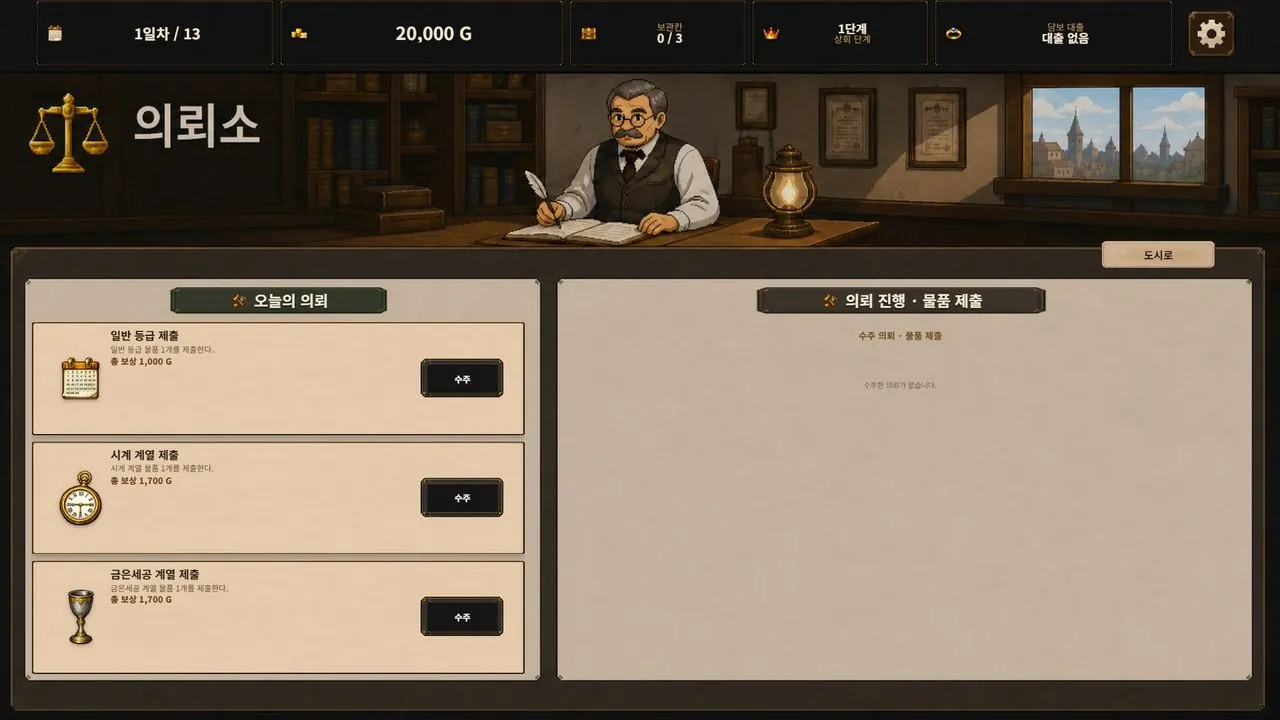 1일차 / 13
20,000 G
보관칸
0 / 3
1단계
상회 단계
담보 대출
대출 없음
의뢰소
도시로
오늘의 의뢰
일반 등급 제출
일반 등급 물품 1개를 제출한다.
총 보상 1,000 G
수주
시계 계열 제출
시계 계열 물품 1개를 제출한다.
총 보상 1,700 G
수주
금은세공 계열 제출
금은세공 계열 물품 1개를 제출한다.
총 보상 1,700 G
수주
의뢰 진행 · 물품 제출
수주 의뢰 · 물품 제출
수주한 의뢰가 없습니다.